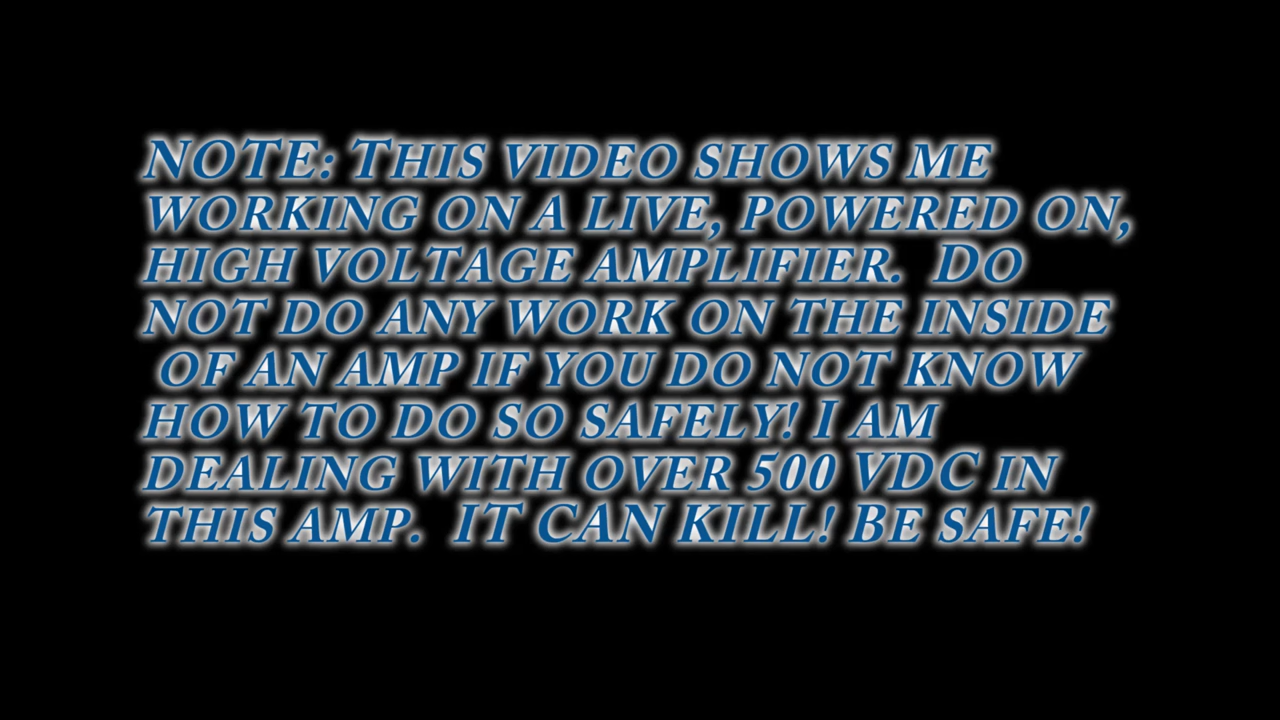 NOTE: This video shows me
working on a live, powered on,
high voltage amplifier.  Do
not do any work on the inside
of an amp if you do not know
how to do so safely! I am
dealing with over 500 VDC in
this amp.  IT CAN KILL! Be safe!